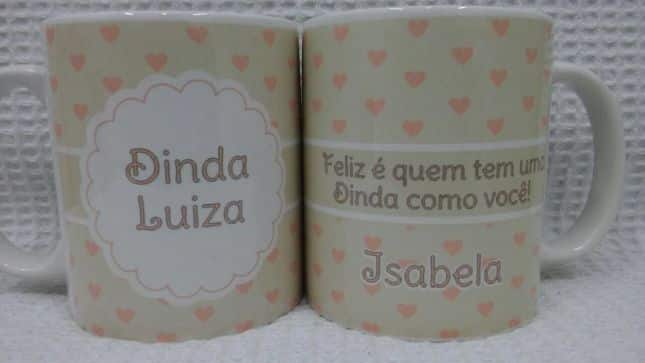 Dinda
Luiza
Feliz é quem tem uma
Dinda como você!
Isabela